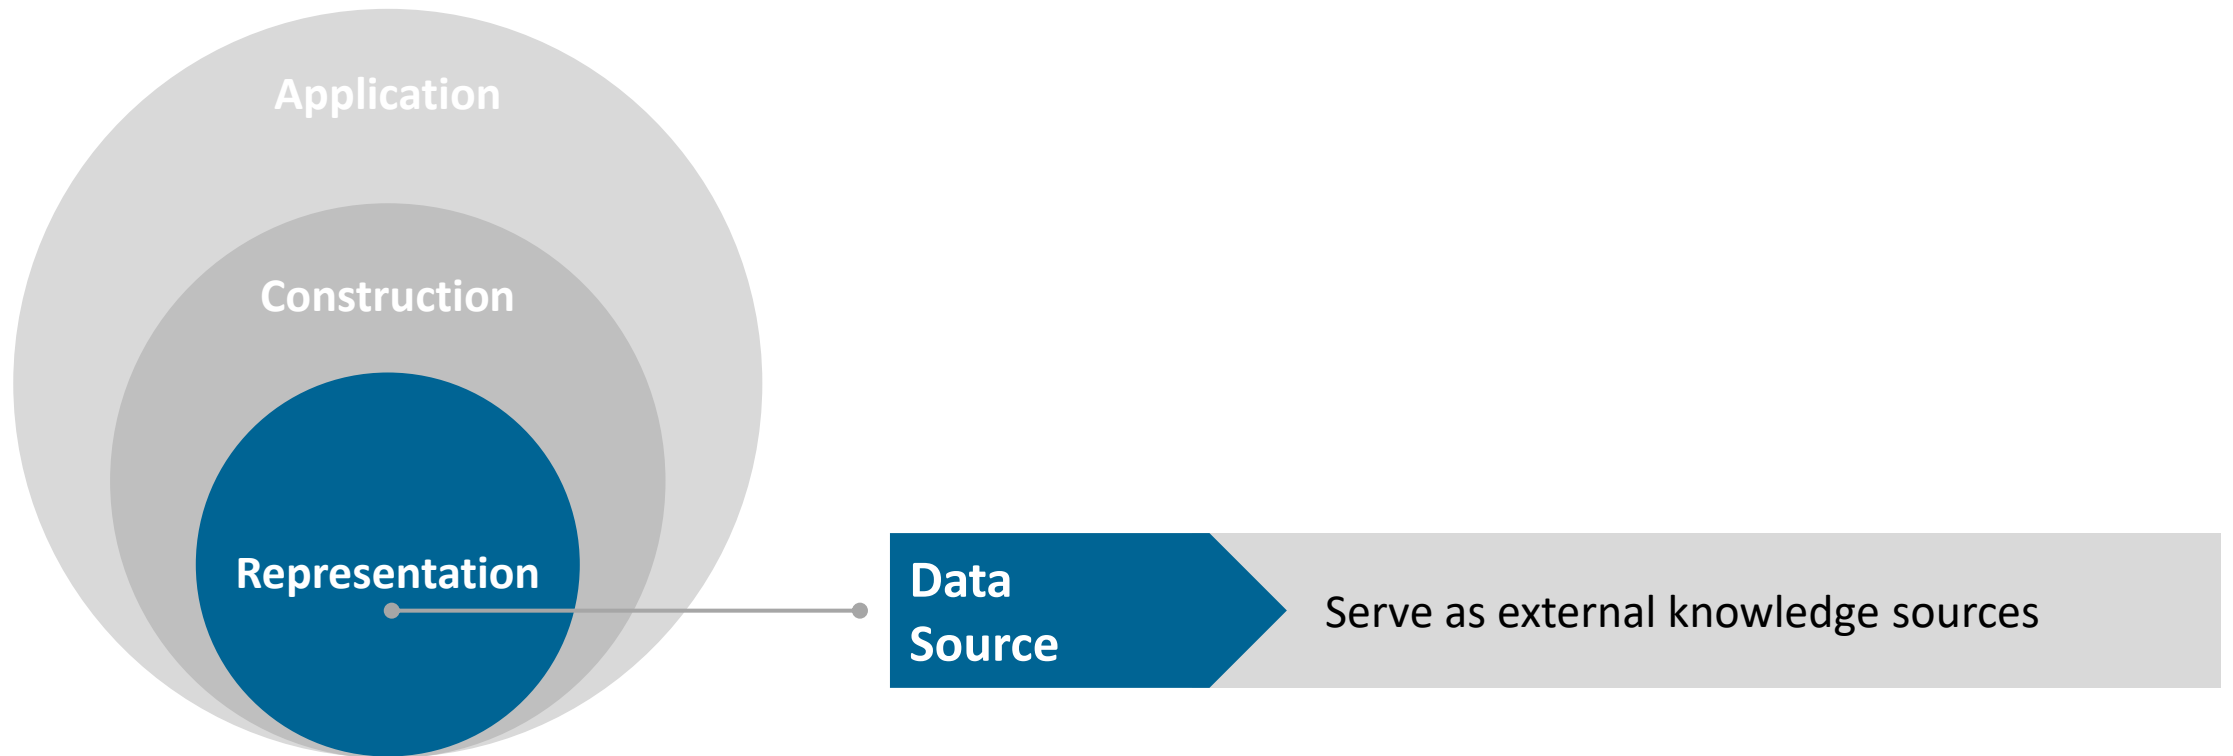 Application
Construction
Representation
Data
Source
Serve as external knowledge sources